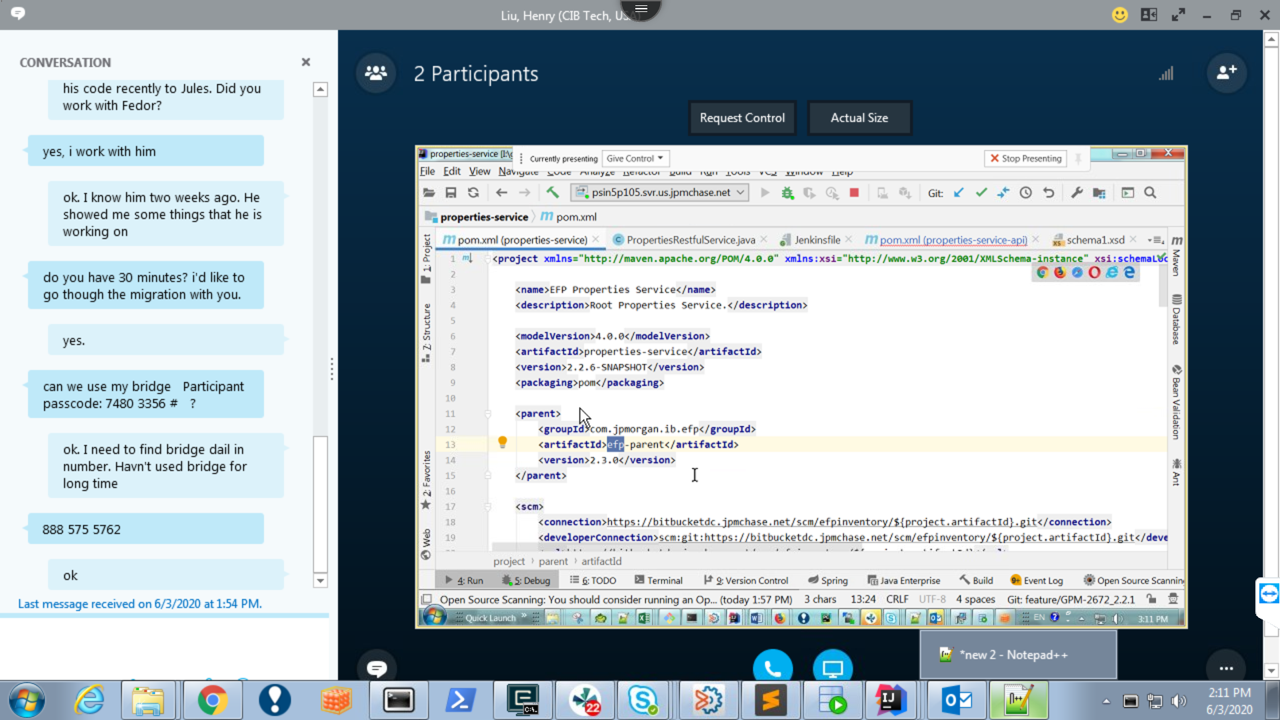 Liu, Henry (CIB Tech, US
CONVERSATION
his code recently to Jules. Did you
work with Fedor?
yes, i work with him
ok. I know him two weeks ago. He
showed me some things that he is
working on
do you have 30 minutes? i'd like to
go though the migration with you.
yes.
can we use my bridge Participant
passcode: 7480 3356 # ?
ok. I need to find bridge dail in
number. Havn't used bridge for
long time
888 575 5762
ok
Last message received on 6/3/2020 at 1:54 PM.
2 Participants
Request Control
Actual Size
properties-service
Currently presenting
Give Control
Stop Presenting
File Edit View Navigate Code Analyze Refactor Build Run Tools VCS Window Help
psin5p105.svr.us.jpmchase.net
Git:
properties-service
pom.xml
pom.xml (properties-service)
PropertiesRestfulService.java
Jenkinsfile
pom.xml (properties-service-api)
schema1.xsd
1: Project
7: Structure
2: Favorites
Web
Maven
Database
Bean Validation
Ant
1 <project xmlns="http://maven.apache.org/POM/4.0.0" xmlns:xsi="http://www.w3.org/2001/XMLSchema-instance"
2
3 <name>EFP Properties Service</name>
4 <description>Root Properties Service.</description>
5
6 <modelVersion>4.0.0</modelVersion>
7 <artifactId>properties-service</artifactId>
8 <version>2.2.6-SNAPSHOT</version>
9 <packaging>pom</packaging>
10
11 <parent>
12 <groupId>com.jpmorgan.ib.efp</groupId>
13 <artifactId>efp-parent</artifactId>
14 <version>2.3.0</version>
15 </parent>
16
17 <scm>
18 <connection>https://bitbucketdc.jpmchase.net/scm/efpinventory/${project.artifactId}.git</connection>
19 <developerConnection>scm:git:https://bitbucketdc.jpmchase.net/scm/efpinventory/${project.artifactId}.git</deve
project › parent › artifactId
4: Run
5: Debug
6: TODO
Terminal
9: Version Control
Spring
Java Enterprise
Build
Event Log
Open Source Scannin
Open Source Scanning: You should consider running an Op... (today 1:57 PM)
3 chars
13:24
CRLF
UTF-8
4 spaces
Git: feature/GPM-2672_2.2.1
Quick Launch
EN
3:11 PM
*new 2 - Notepad++
22
2:11 PM
6/3/2020